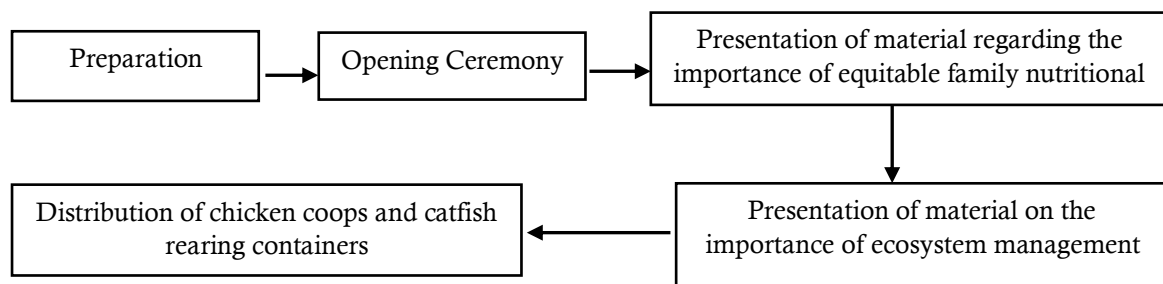 Preparation
Opening Ceremony
Presentation of material regarding the
importance of equitable family nutritional
Presentation of material on the
importance of ecosystem management
Distribution of chicken coops and catfish
rearing containers